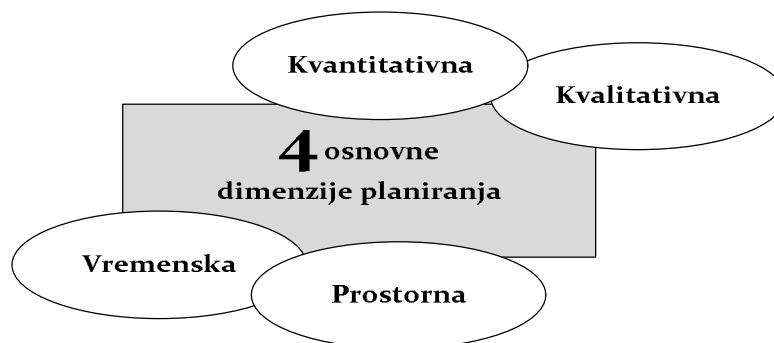 Kvantitativna
Kvalitativna
4 osnovne
dimenzije planiranja
Vremenska
Prostorna